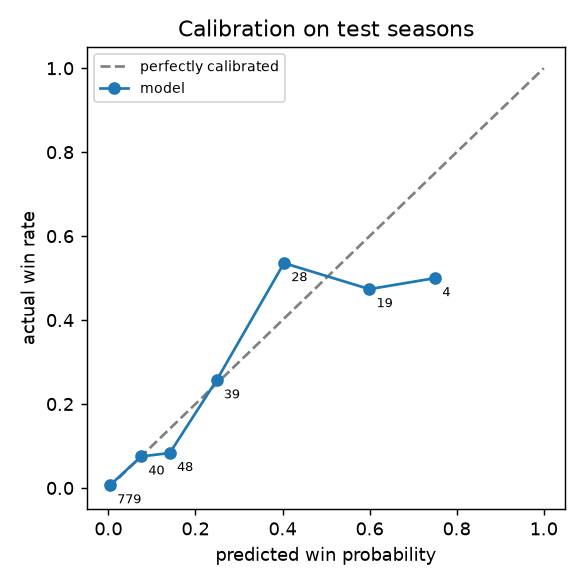 Calibration on test seasons
perfectly calibrated
model
1.0
0.8
0.6
0.4
0.2
0.0
actual win rate
28
19
4
39
40
48
779
0.0 0.2 0.4 0.6 0.8 1.0
predicted win probability